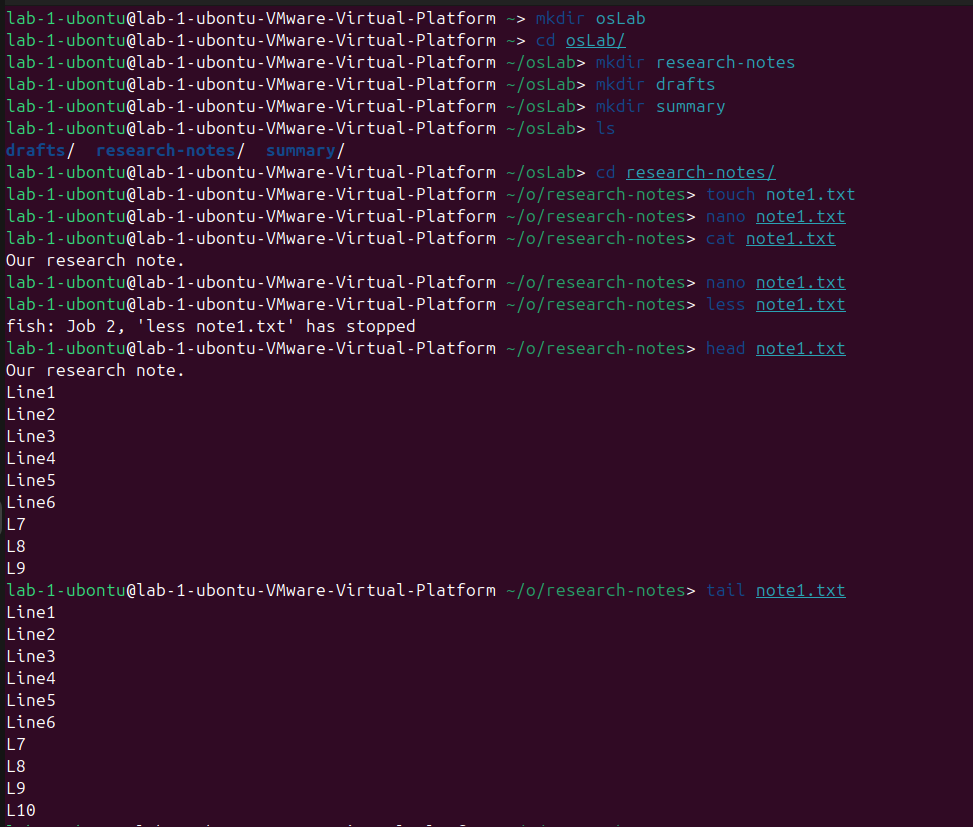 lab-1-ubontu@lab-1-ubontu-VMware-Virtual-Platform ~> mkdir osLab
lab-1-ubontu@lab-1-ubontu-VMware-Virtual-Platform ~> cd osLab/
lab-1-ubontu@lab-1-ubontu-VMware-Virtual-Platform ~/osLab> mkdir research-notes
lab-1-ubontu@lab-1-ubontu-VMware-Virtual-Platform ~/osLab> mkdir drafts
lab-1-ubontu@lab-1-ubontu-VMware-Virtual-Platform ~/osLab> mkdir summary
lab-1-ubontu@lab-1-ubontu-VMware-Virtual-Platform ~/osLab> ls
drafts/  research-notes/  summary/
lab-1-ubontu@lab-1-ubontu-VMware-Virtual-Platform ~/osLab> cd research-notes/
lab-1-ubontu@lab-1-ubontu-VMware-Virtual-Platform ~/o/research-notes> touch note1.txt
lab-1-ubontu@lab-1-ubontu-VMware-Virtual-Platform ~/o/research-notes> nano note1.txt
lab-1-ubontu@lab-1-ubontu-VMware-Virtual-Platform ~/o/research-notes> cat note1.txt
Our research note.
lab-1-ubontu@lab-1-ubontu-VMware-Virtual-Platform ~/o/research-notes> nano note1.txt
lab-1-ubontu@lab-1-ubontu-VMware-Virtual-Platform ~/o/research-notes> less note1.txt
fish: Job 2, 'less note1.txt' has stopped
lab-1-ubontu@lab-1-ubontu-VMware-Virtual-Platform ~/o/research-notes> head note1.txt
Our research note.
Line1
Line2
Line3
Line4
Line5
Line6
L7
L8
L9
lab-1-ubontu@lab-1-ubontu-VMware-Virtual-Platform ~/o/research-notes> tail note1.txt
Line1
Line2
Line3
Line4
Line5
Line6
L7
L8
L9
L10